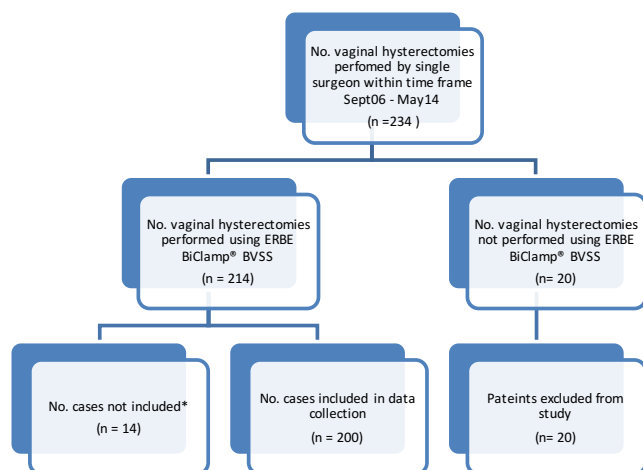 No. vaginal hysterectomies
perfomed by single
surgeon within time frame
Sept06 - May14
(n =234 )
No. vaginal hysterectomies
performed using ERBE
BiClamp® BVSS
(n = 214)
No. vaginal hysterectomies
not performed using ERBE
BiClamp® BVSS
(n= 20)
No. cases not included*
(n = 14)
No. cases included in data
collection
(n = 200)
Pateints excluded from
study
(n= 20)